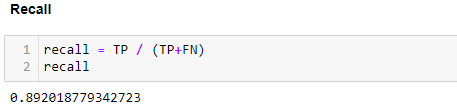 Recall
1 recall = TP / (TP+FN)
2 recall
0.892018779342723